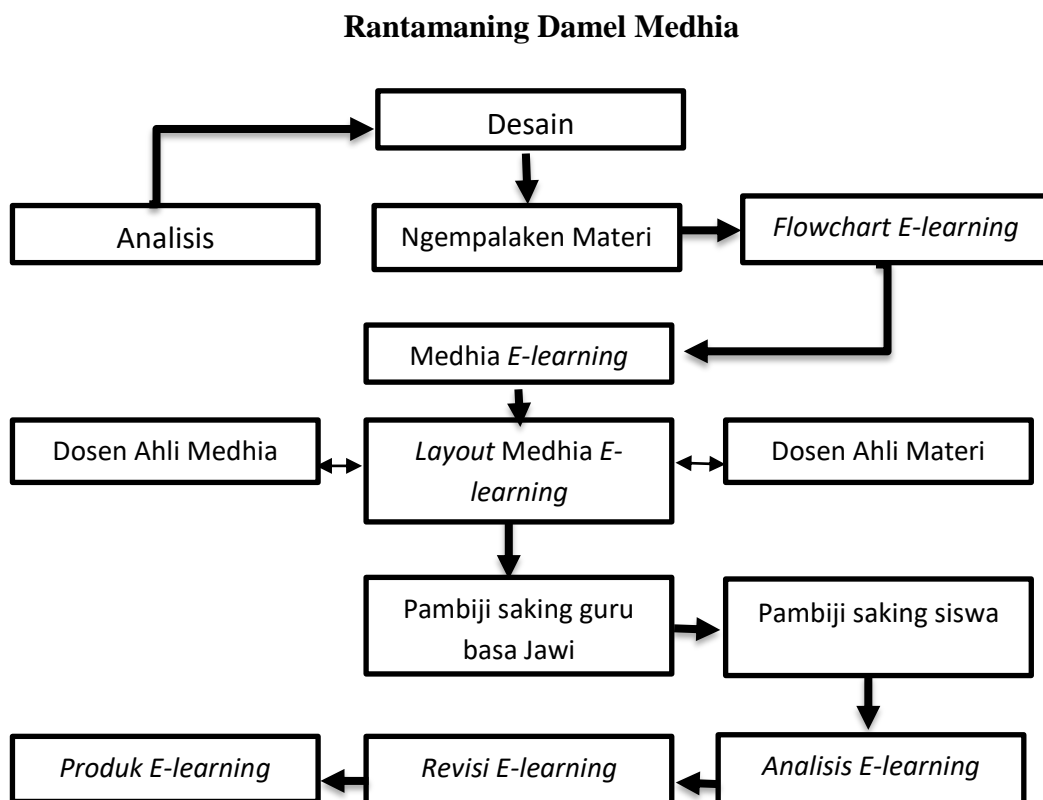 Rantamaning Damel Medhia
Desain
Analisis
Ngempalaken Materi
Flowchart E-learning
Medhia E-learning
Dosen Ahli Medhia
Layout Medhia E-
learning
Dosen Ahli Materi
Pambiji saking guru
basa Jawi
Pambiji saking siswa
Produk E-learning
Revisi E-learning
Analisis E-learning